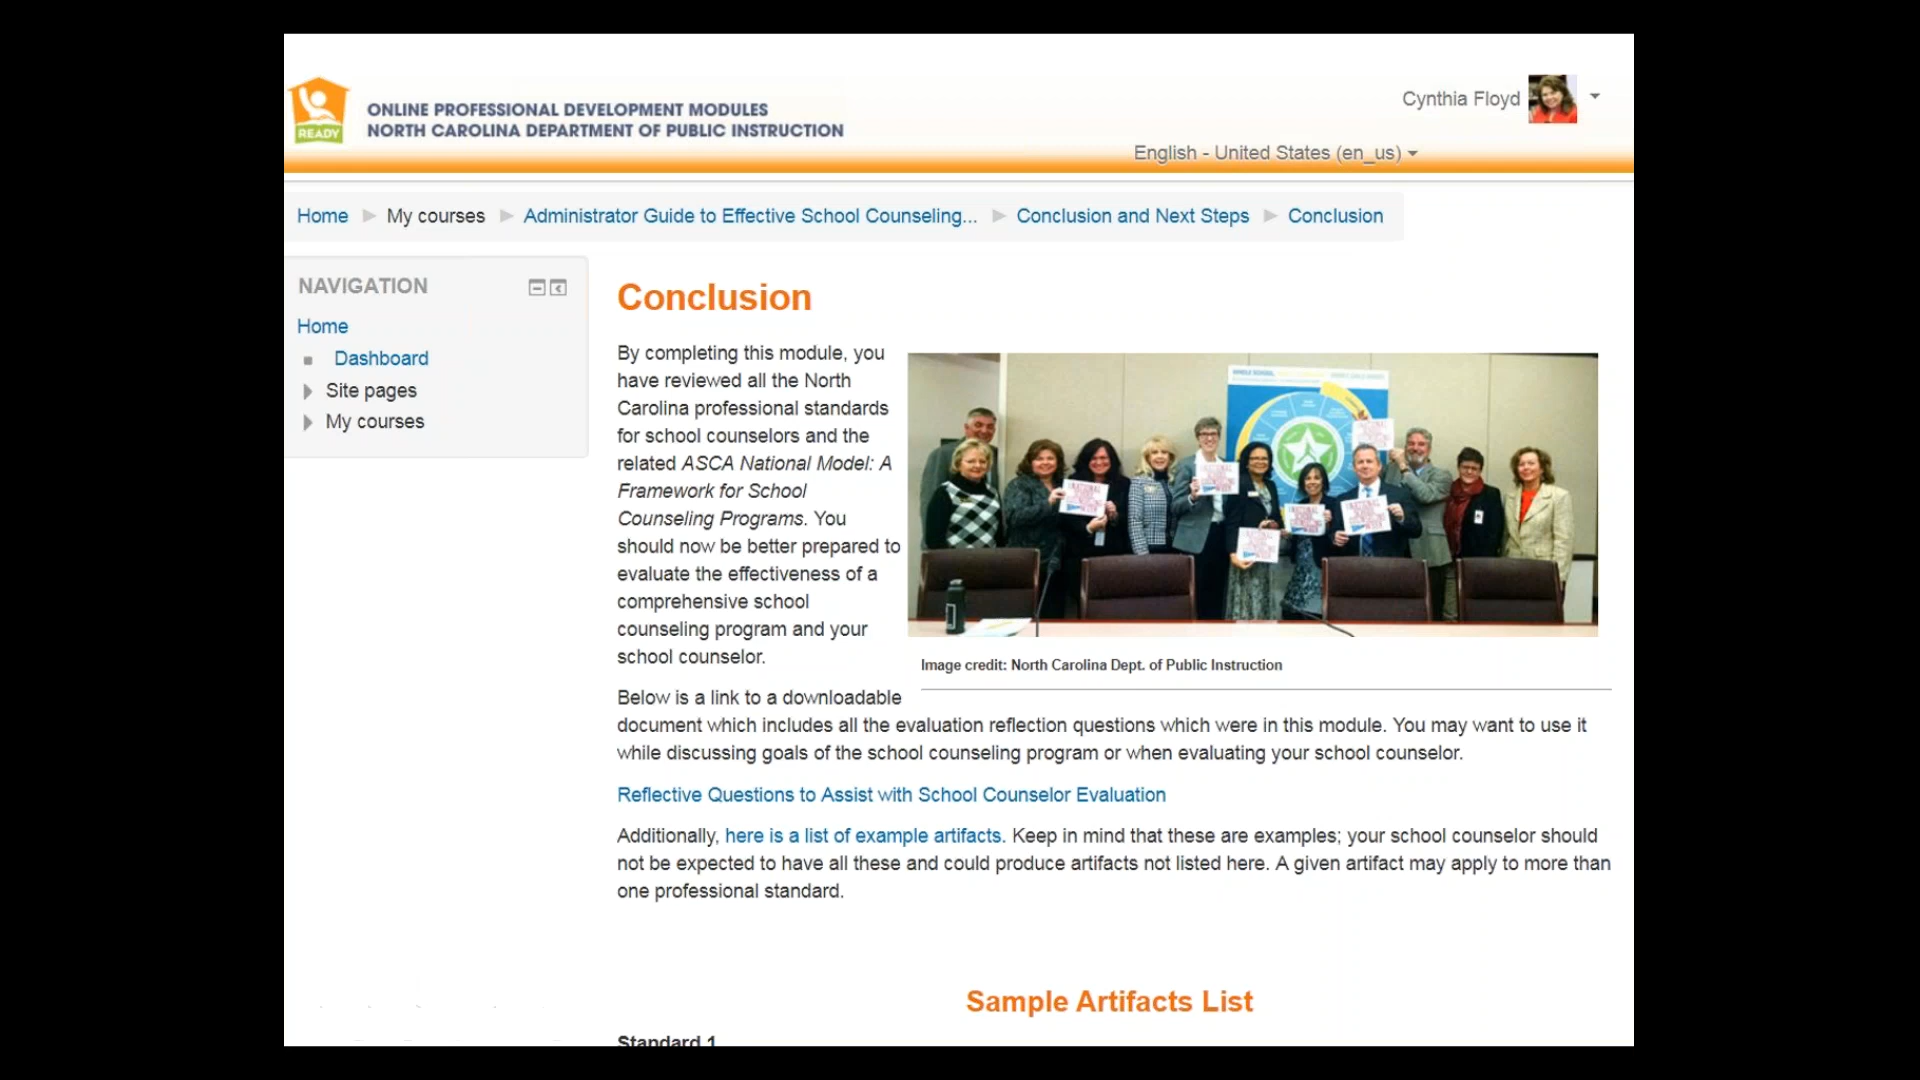 READY
ONLINE PROFESSIONAL DEVELOPMENT MODULES
NORTH CAROLINA DEPARTMENT OF PUBLIC INSTRUCTION
Cynthia Floyd
English - United States (en_us)
Home My courses Administrator Guide to Effective School Counseling... Conclusion and Next Steps Conclusion
NAVIGATION
Home
Dashboard
Site pages
My courses
Conclusion
By completing this module, you
have reviewed all the North
Carolina professional standards
for school counselors and the
related ASCA National Model: A
Framework for School
Counseling Programs. You
should now be better prepared to
evaluate the effectiveness of a
comprehensive school
counseling program and your
school counselor.
Image credit: North Carolina Dept. of Public Instruction
Below is a link to a downloadable
document which includes all the evaluation reflection questions which were in this module. You may want to use it
while discussing goals of the school counseling program or when evaluating your school counselor.
Reflective Questions to Assist with School Counselor Evaluation
Additionally, here is a list of example artifacts. Keep in mind that these are examples; your school counselor should
not be expected to have all these and could produce artifacts not listed here. A given artifact may apply to more than
one professional standard.
Sample Artifacts List
Standard 1